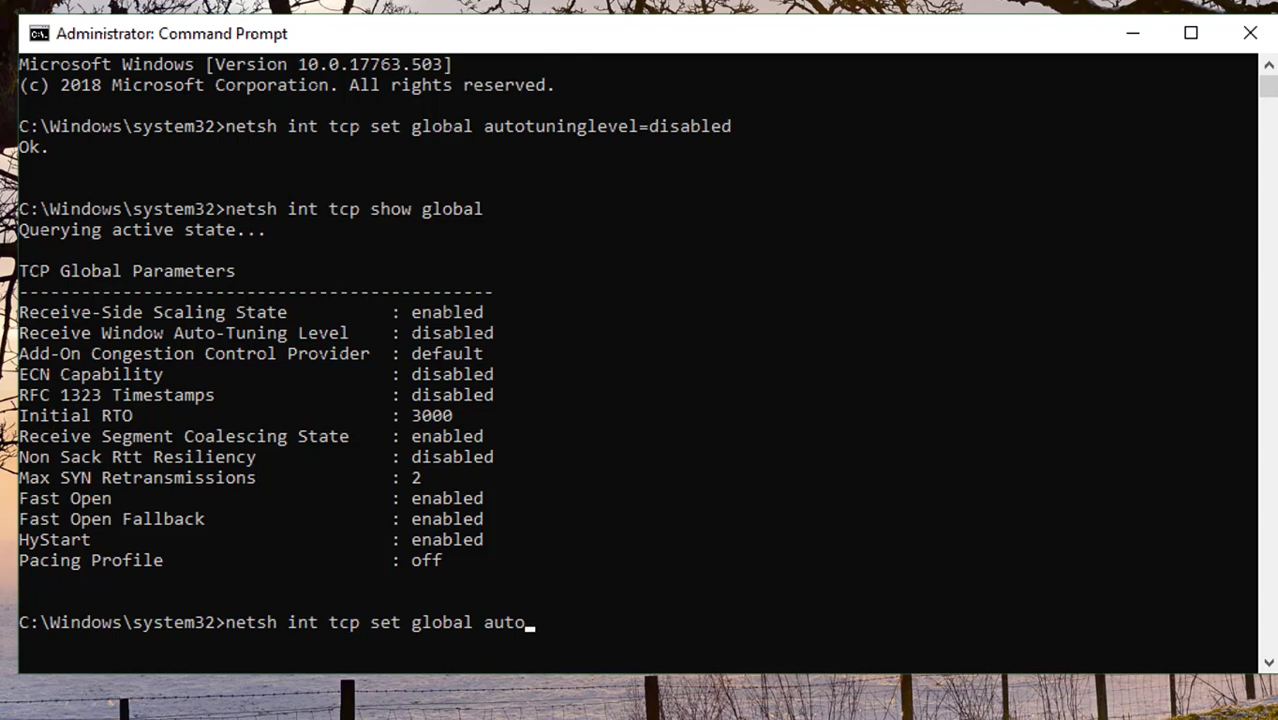 Administrator: Command Prompt
Microsoft Windows [Version 10.0.17763.503]
(c) 2018 Microsoft Corporation. All rights reserved.
C:\Windows\system32>netsh int tcp set global autotuninglevel=disabled
Ok.
C:\Windows\system32>netsh int tcp show global
Querying active state...
TCP Global Parameters
----------------------------------------------
Receive-Side Scaling State          : enabled
Receive Window Auto-Tuning Level    : disabled
Add-On Congestion Control Provider  : default
ECN Capability                      : disabled
RFC 1323 Timestamps                 : disabled
Initial RTO                         : 3000
Receive Segment Coalescing State    : enabled
Non Sack Rtt Resiliency             : disabled
Max SYN Retransmissions             : 2
Fast Open                           : enabled
Fast Open Fallback                  : enabled
HyStart                             : enabled
Pacing Profile                      : off
C:\Windows\system32>netsh int tcp set global auto_